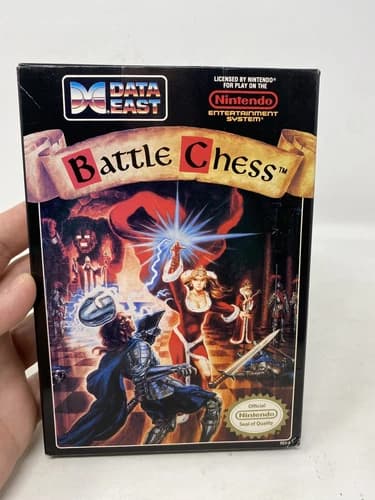 DATA
EAST
LICENSED BY NINTENDO®
FOR PLAY ON THE
Nintendo
ENTERTAINMENT
SYSTEM®
Battle Chess™
Official
Nintendo
Seal of Quality